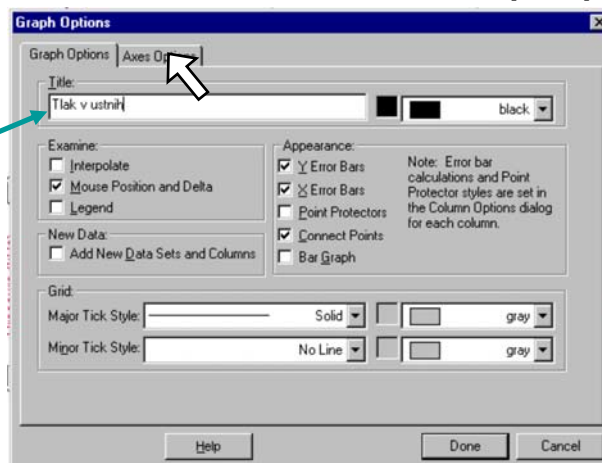 Graph Options
Graph Options Axes Options
Title:
Tlak v ustnih
black
Examine:
Interpolate
Mouse Position and Delta
Legend
New Data:
Add New Data Sets and Columns
Appearance:
Y Error Bars
X Error Bars
Point Protectors
Connect Points
Bar Graph
Note: Error bar
calculations and Point
Protector styles are set in
the Column Options dialog
for each column.
Grid:
Major Tick Style: Solid gray
Minor Tick Style: No Line gray
Help Done Cancel